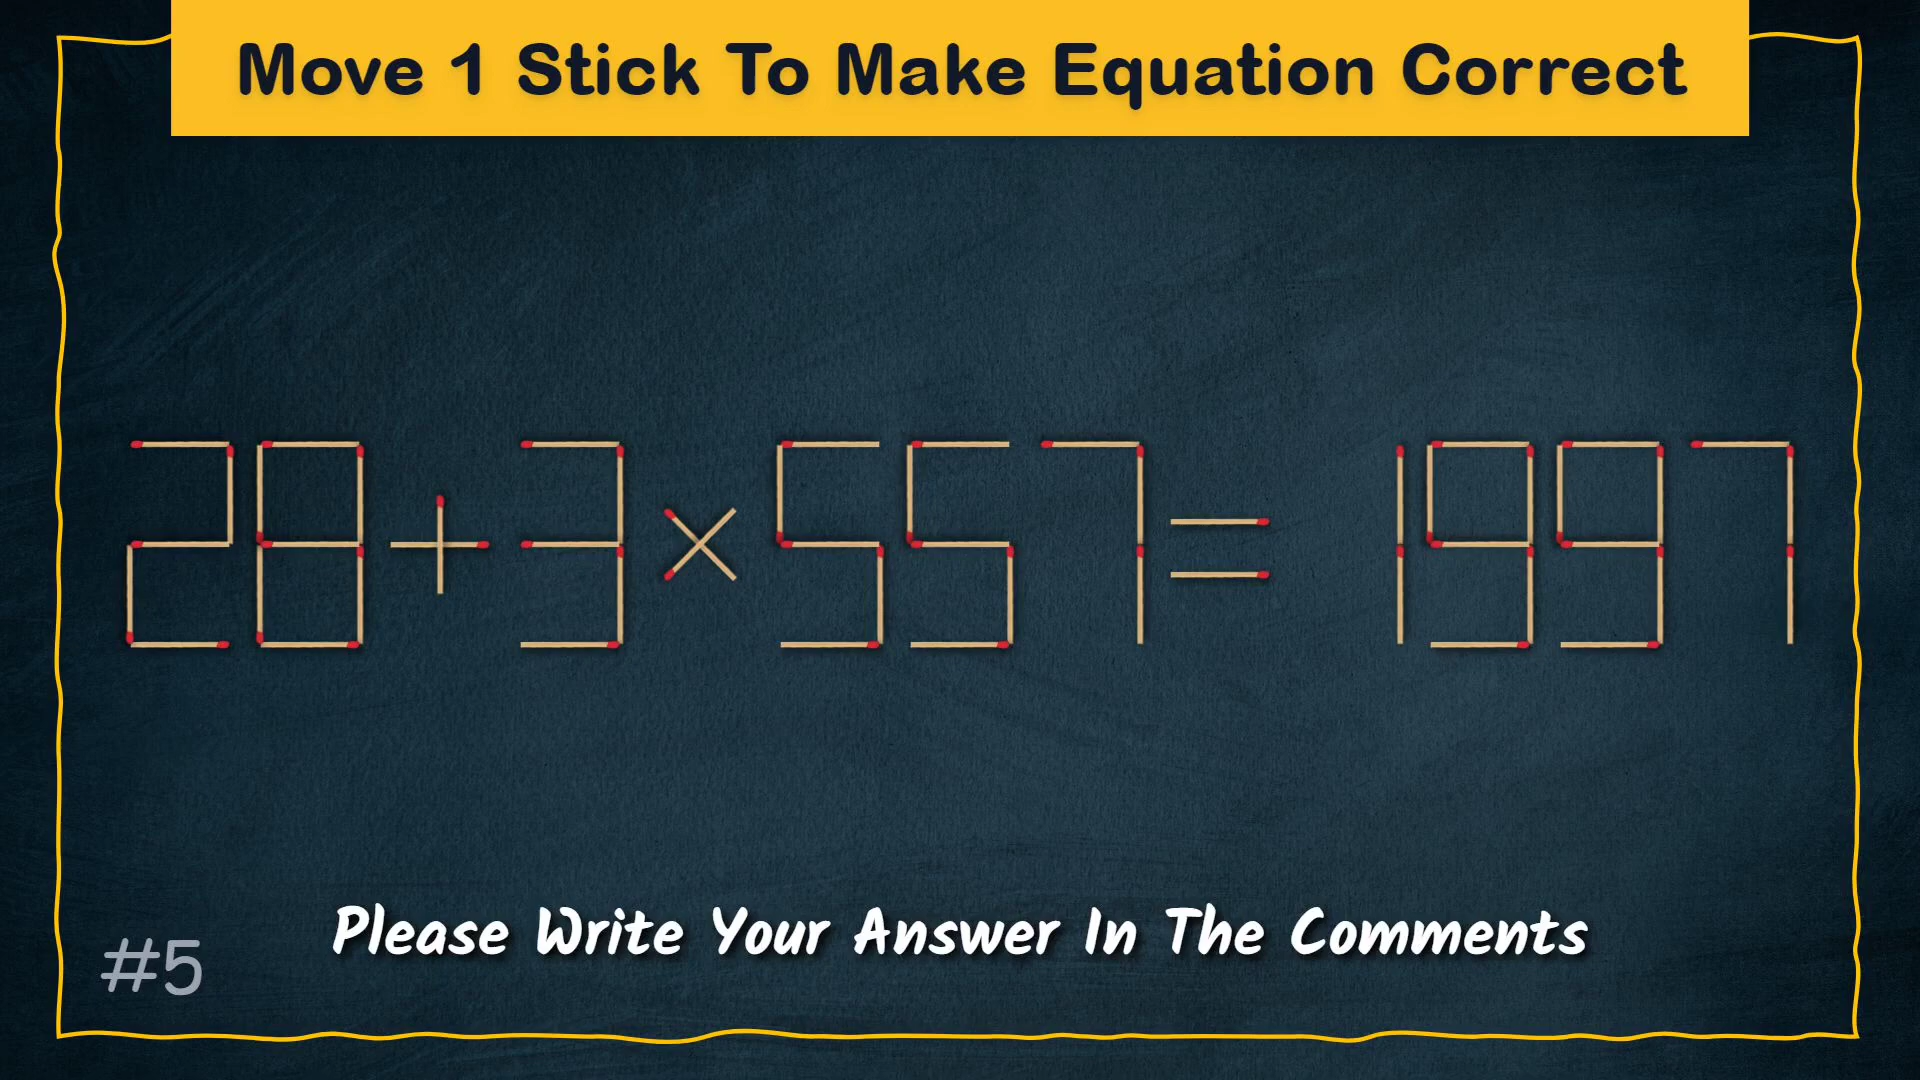 Move 1 Stick To Make Equation Correct
28+3×557=1997
Please Write Your Answer In The Comments
#5